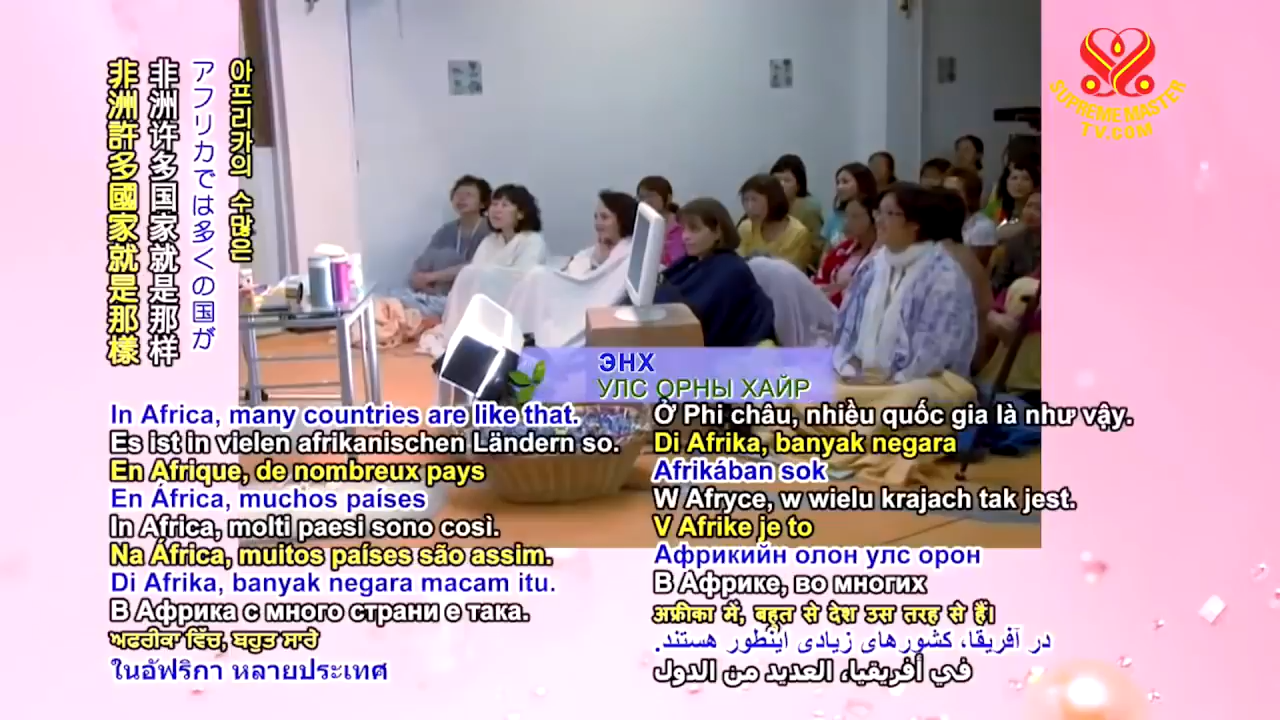 非洲許多國家就是那樣
非洲许多国家就是那样
アフリカでは多くの国が
아프리카의 수많은
SUPREME MASTER
TV.COM
ЭНХ
УЛС ОРНЫ ХАЙР
In Africa, many countries are like that.
Es ist in vielen afrikanischen Ländern so.
En Afrique, de nombreux pays
En África, muchos países
In Africa, molti paesi sono così.
Na África, muitos países são assim.
Di Afrika, banyak negara macam itu.
В Африка с много страни е така.
ਅਫਰੀਕਾ ਵਿੱਚ, ਬਹੁਤ ਸਾਰੇ
ในอัฟริกา หลายประเทศ
Ở Phi châu, nhiều quốc gia là như vậy.
Di Afrika, banyak negara
Afrikában sok
W Afryce, w wielu krajach tak jest.
V Afrike je to
Африкийн олон улс орон
В Африке, во многих
अफ्रीका में, बहुत से देश उस तरह से हैं।
در آفریقا، کشورهای زیادی اینطور هستند.
في أفريقيا، العديد من الدول